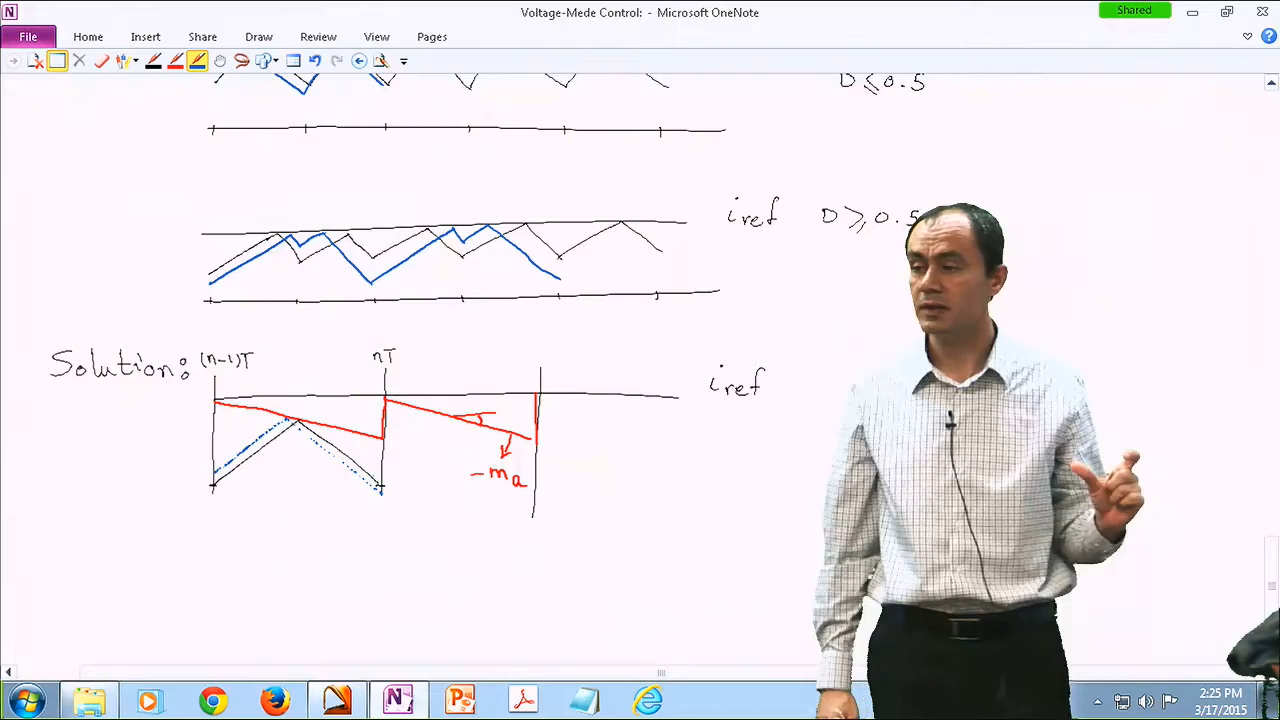 Voltage-Mede Control: - Microsoft OneNote
Shared
File Home Insert Share Draw Review View Pages
D ⩽ 0.5
iref D ⩾ 0.5
Solution: (n-1)T nT
iref
-ma
2:25 PM
3/17/2015